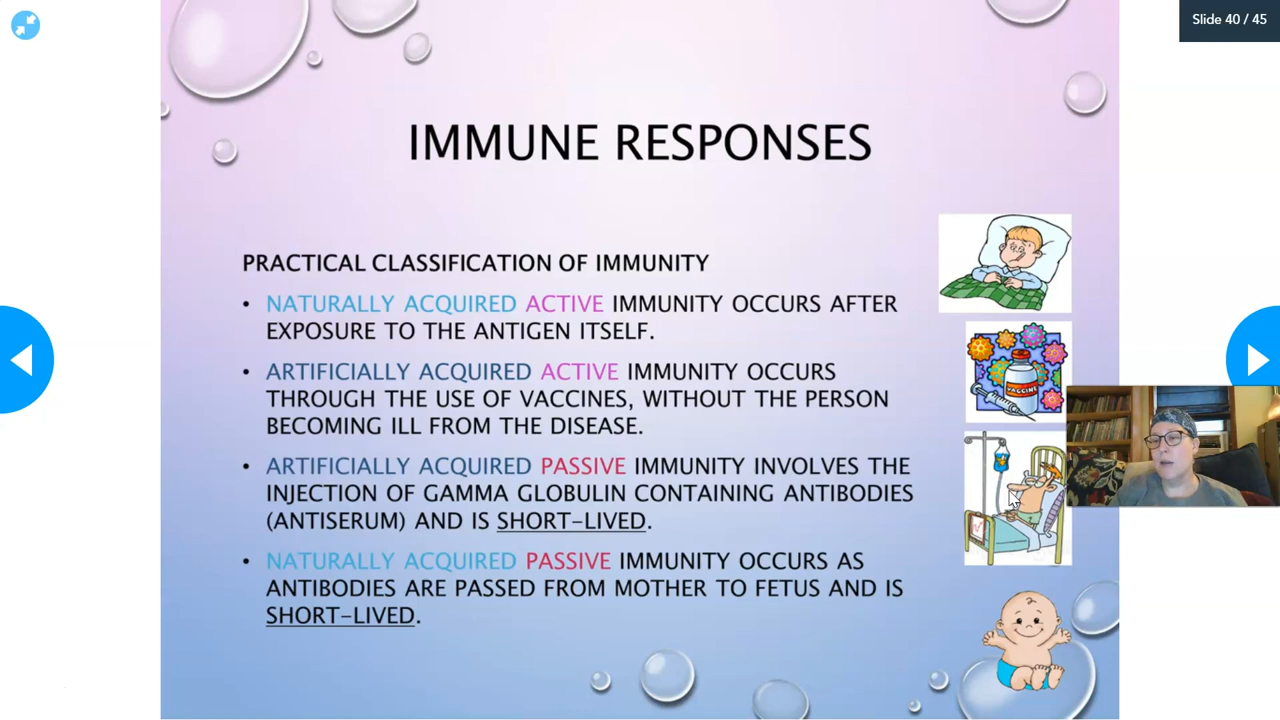 Slide 40 / 45
IMMUNE RESPONSES
PRACTICAL CLASSIFICATION OF IMMUNITY
• NATURALLY ACQUIRED ACTIVE IMMUNITY OCCURS AFTER
EXPOSURE TO THE ANTIGEN ITSELF.
• ARTIFICIALLY ACQUIRED ACTIVE IMMUNITY OCCURS
THROUGH THE USE OF VACCINES, WITHOUT THE PERSON
BECOMING ILL FROM THE DISEASE.
• ARTIFICIALLY ACQUIRED PASSIVE IMMUNITY INVOLVES THE
INJECTION OF GAMMA GLOBULIN CONTAINING ANTIBODIES
(ANTISERUM) AND IS SHORT-LIVED.
• NATURALLY ACQUIRED PASSIVE IMMUNITY OCCURS AS
ANTIBODIES ARE PASSED FROM MOTHER TO FETUS AND IS
SHORT-LIVED.
VACCINE